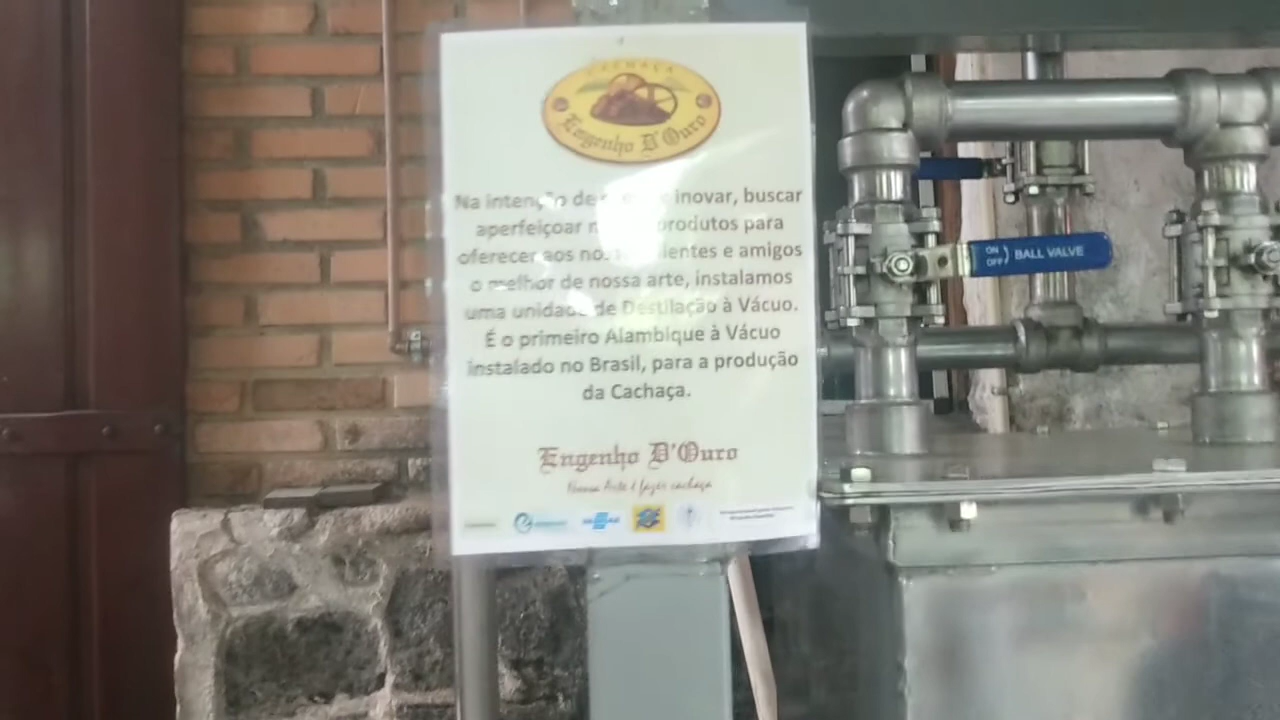 CACHAÇA
Engenho D'Ouro
Na intenção de inovar, buscar
aperfeiçoar produtos para
oferecer aos e amigos
o melhor de nossa arte, instalamos
uma unidade de Destilação à Vácuo.
É o primeiro Alambique à Vácuo
instalado no Brasil, para a produção
da Cachaça.
Engenho D'Ouro
Nossa Arte é fazer cachaça
SEBRAE
ON
OFF
BALL VALVE